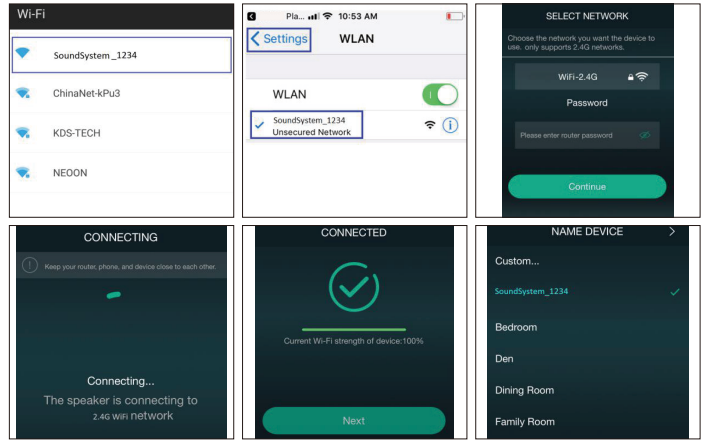 Wi-Fi
SoundSystem _1234
ChinaNet-kPu3
KDS-TECH
NEOON
Pla... 10:53 AM
Settings WLAN
WLAN
SoundSystem_1234
Unsecured Network
SELECT NETWORK
Choose the network you want the device to
use. only supports 2.4G networks.
WiFi-2.4G
Password
Please enter router password
Continue
CONNECTING
Keep your router, phone, and device close to each other.
Connecting...
The speaker is connecting to
2.4G WiFi network
CONNECTED
Current Wi-Fi strength of device:100%
Next
NAME DEVICE >
Custom...
SoundSystem_1234
Bedroom
Den
Dining Room
Family Room